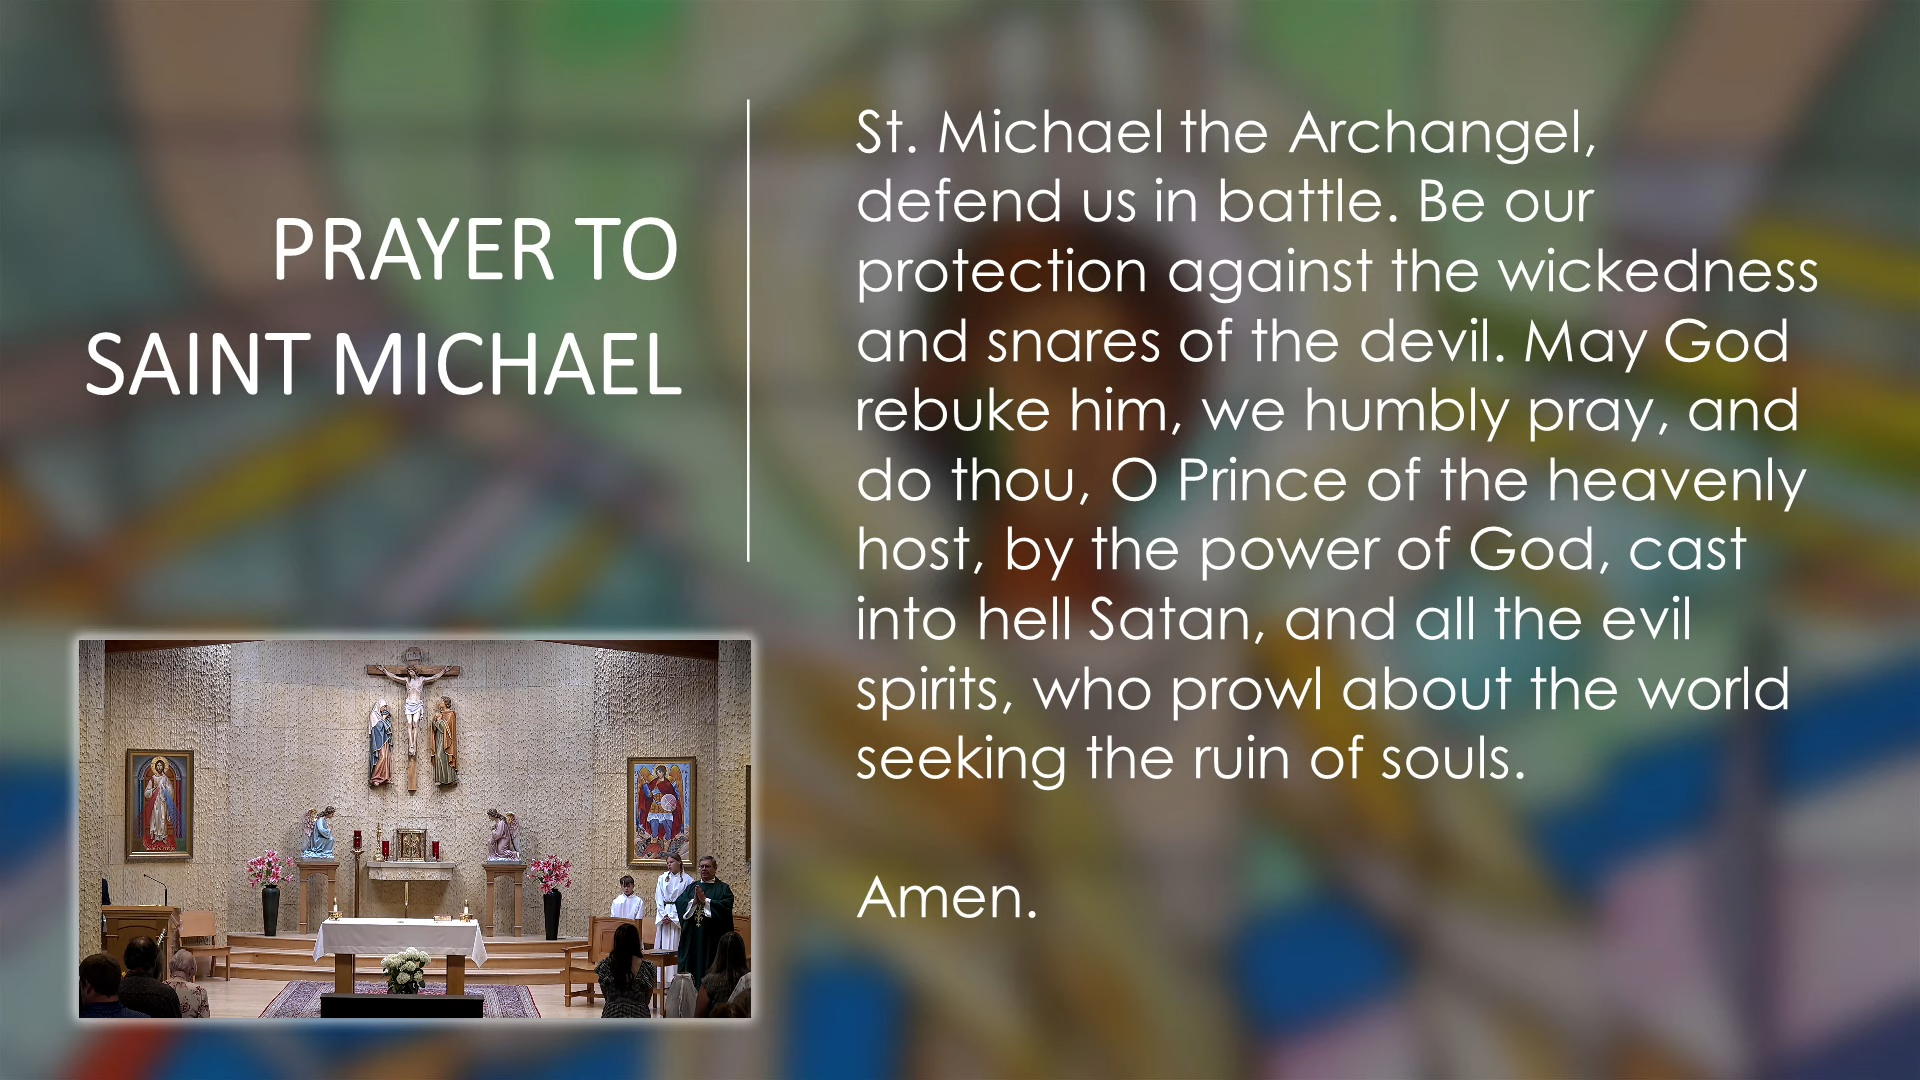 PRAYER TO
SAINT MICHAEL
St. Michael the Archangel,
defend us in battle. Be our
protection against the wickedness
and snares of the devil. May God
rebuke him, we humbly pray, and
do thou, O Prince of the heavenly
host, by the power of God, cast
into hell Satan, and all the evil
spirits, who prowl about the world
seeking the ruin of souls.
Amen.